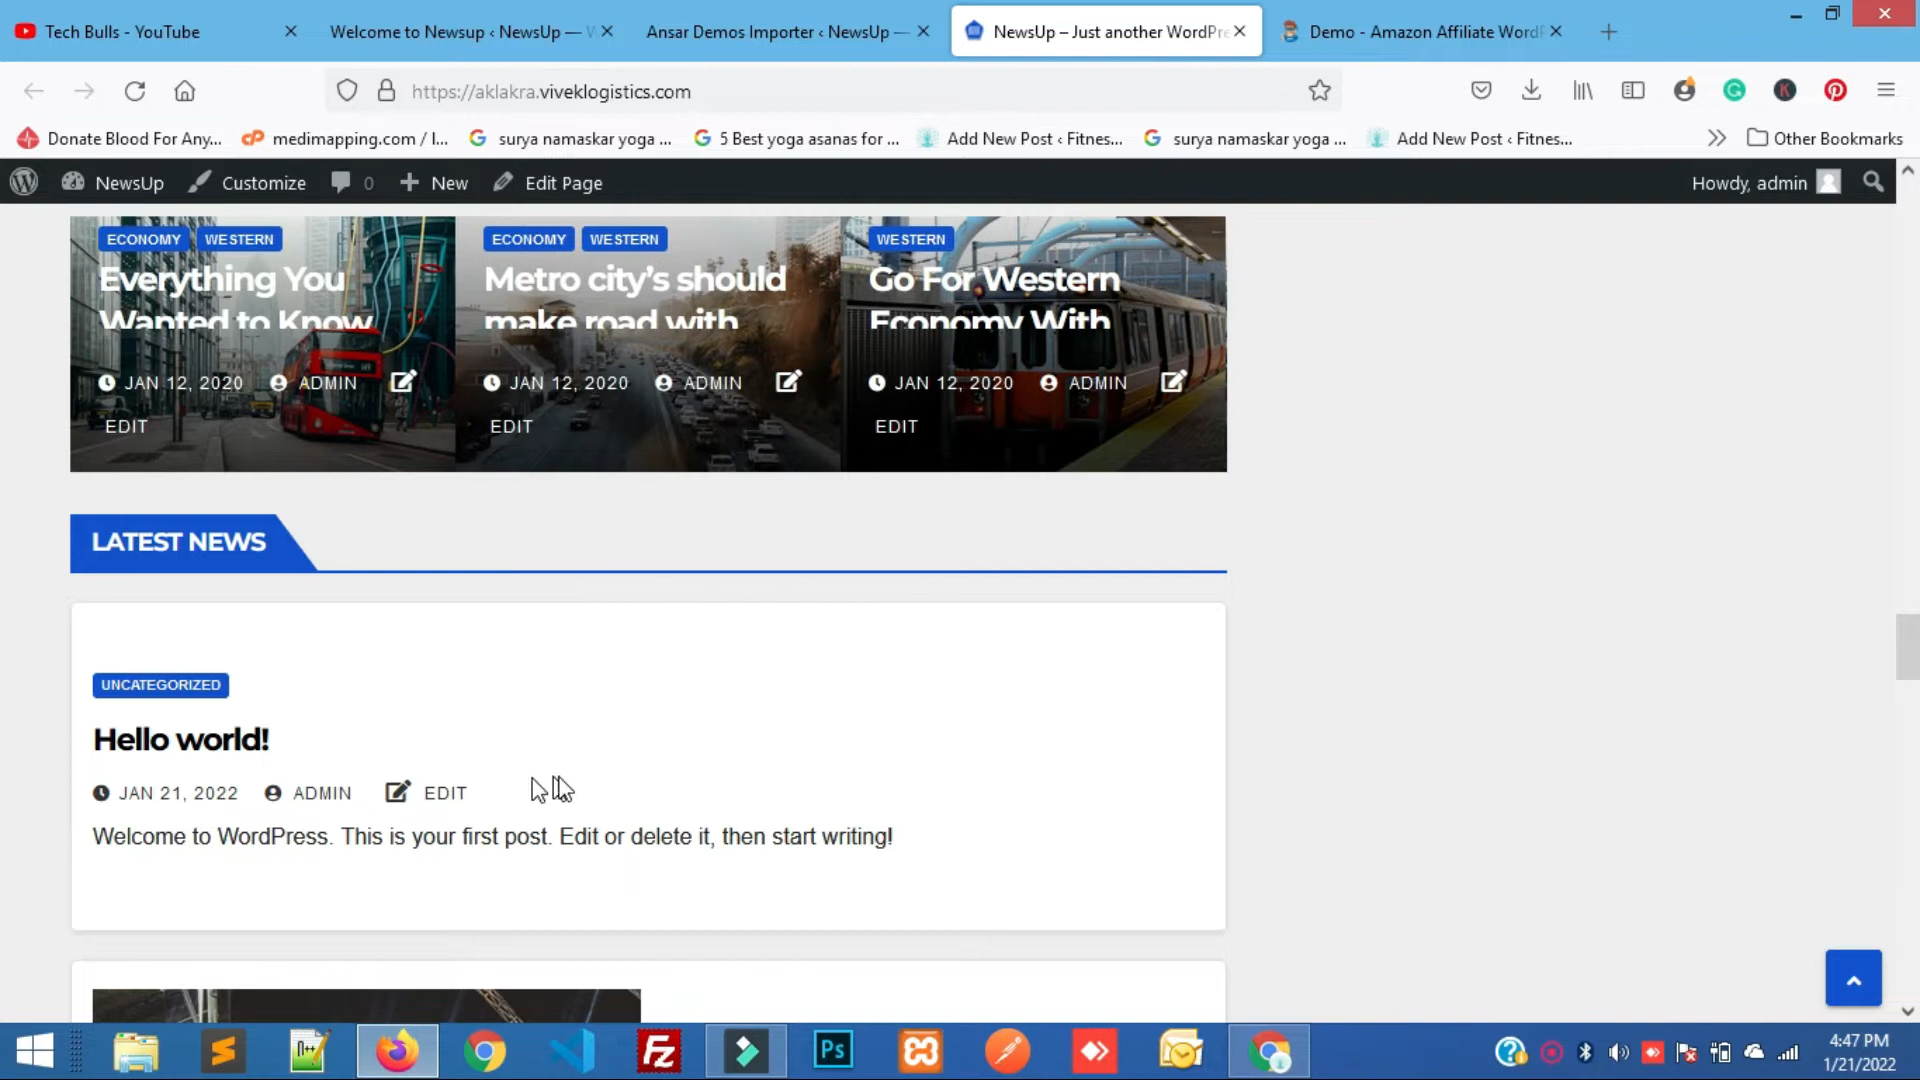 Tech Bulls - YouTube
Welcome to Newsup ‹ NewsUp — W
Ansar Demos Importer ‹ NewsUp —
NewsUp – Just another WordPre
Demo - Amazon Affiliate WordP
https://aklakra.viveklogistics.com
Donate Blood For Any...
medimapping.com / l...
surya namaskar yoga ...
5 Best yoga asanas for ...
Add New Post ‹ Fitnes...
surya namaskar yoga ...
Add New Post ‹ Fitnes...
Other Bookmarks
NewsUp
Customize
0
New
Edit Page
Howdy, admin
ECONOMY WESTERN
Everything You
Wanted to Know
JAN 12, 2020 ADMIN
EDIT
ECONOMY WESTERN
Metro city's should
make road with
JAN 12, 2020 ADMIN
EDIT
WESTERN
Go For Western
Economy With
JAN 12, 2020 ADMIN
EDIT
LATEST NEWS
UNCATEGORIZED
Hello world!
JAN 21, 2022 ADMIN EDIT
Welcome to WordPress. This is your first post. Edit or delete it, then start writing!
4:47 PM
1/21/2022